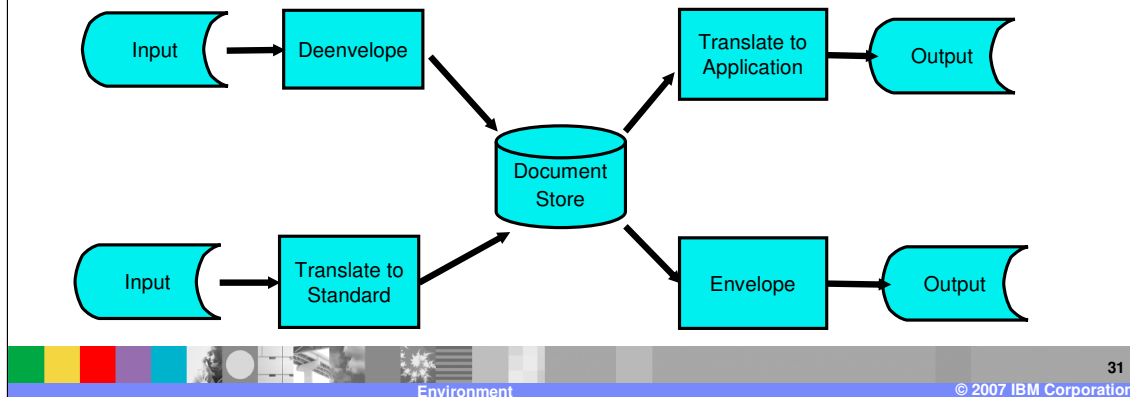 Input
Deenvelope
Translate to
Application
Output
Document
Store
Input
Translate to
Standard
Envelope
Output
31
Environment
© 2007 IBM Corporation